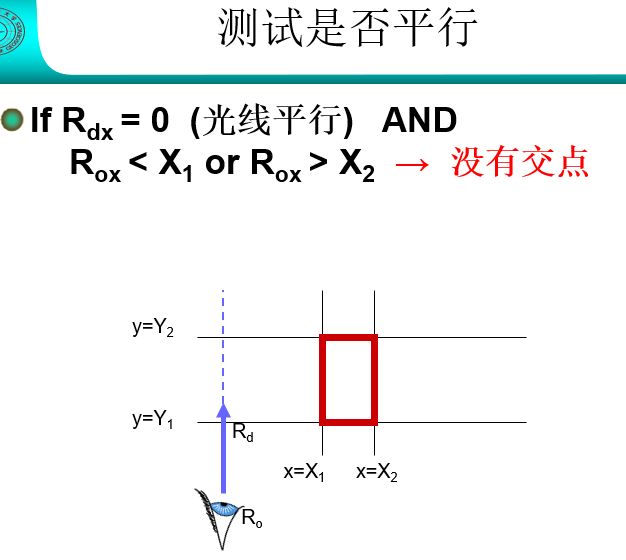 测试是否平行
If Rdx = 0 (光线平行) AND
Rox < X1 or Rox > X2 → 没有交点
y=Y2
y=Y1
Rd
x=X1 x=X2
Ro